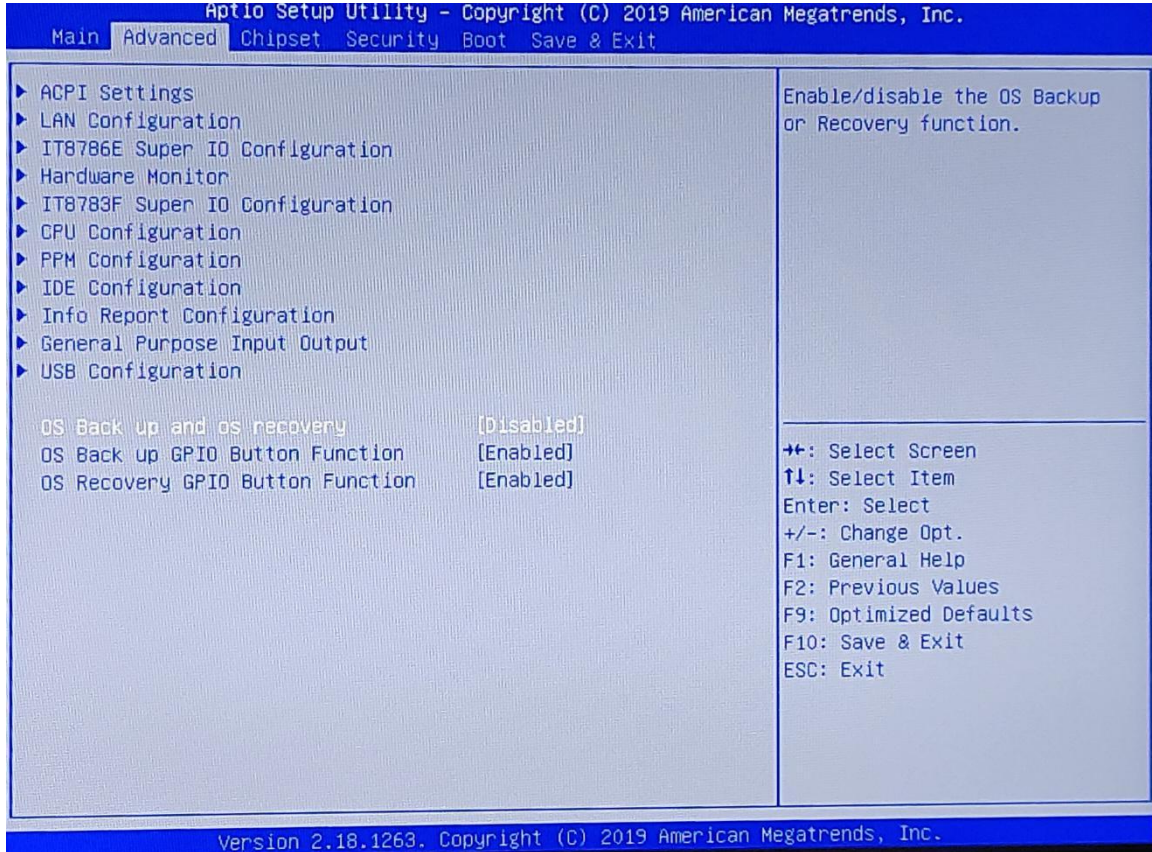 Aptio Setup Utility – Copyright (C) 2019 American Megatrends, Inc.
Main Advanced Chipset Security Boot Save & Exit
ACPI Settings
LAN Configuration
IT8786E Super IO Configuration
Hardware Monitor
IT8783F Super IO Configuration
CPU Configuration
PPM Configuration
IDE Configuration
Info Report Configuration
General Purpose Input Output
USB Configuration
OS Back up and os recovery [Disabled]
OS Back up GPIO Button Function [Enabled]
OS Recovery GPIO Button Function [Enabled]
Enable/disable the OS Backup
or Recovery function.
→←: Select Screen
↑↓: Select Item
Enter: Select
+/-: Change Opt.
F1: General Help
F2: Previous Values
F9: Optimized Defaults
F10: Save & Exit
ESC: Exit
Version 2.18.1263. Copyright (C) 2019 American Megatrends, Inc.